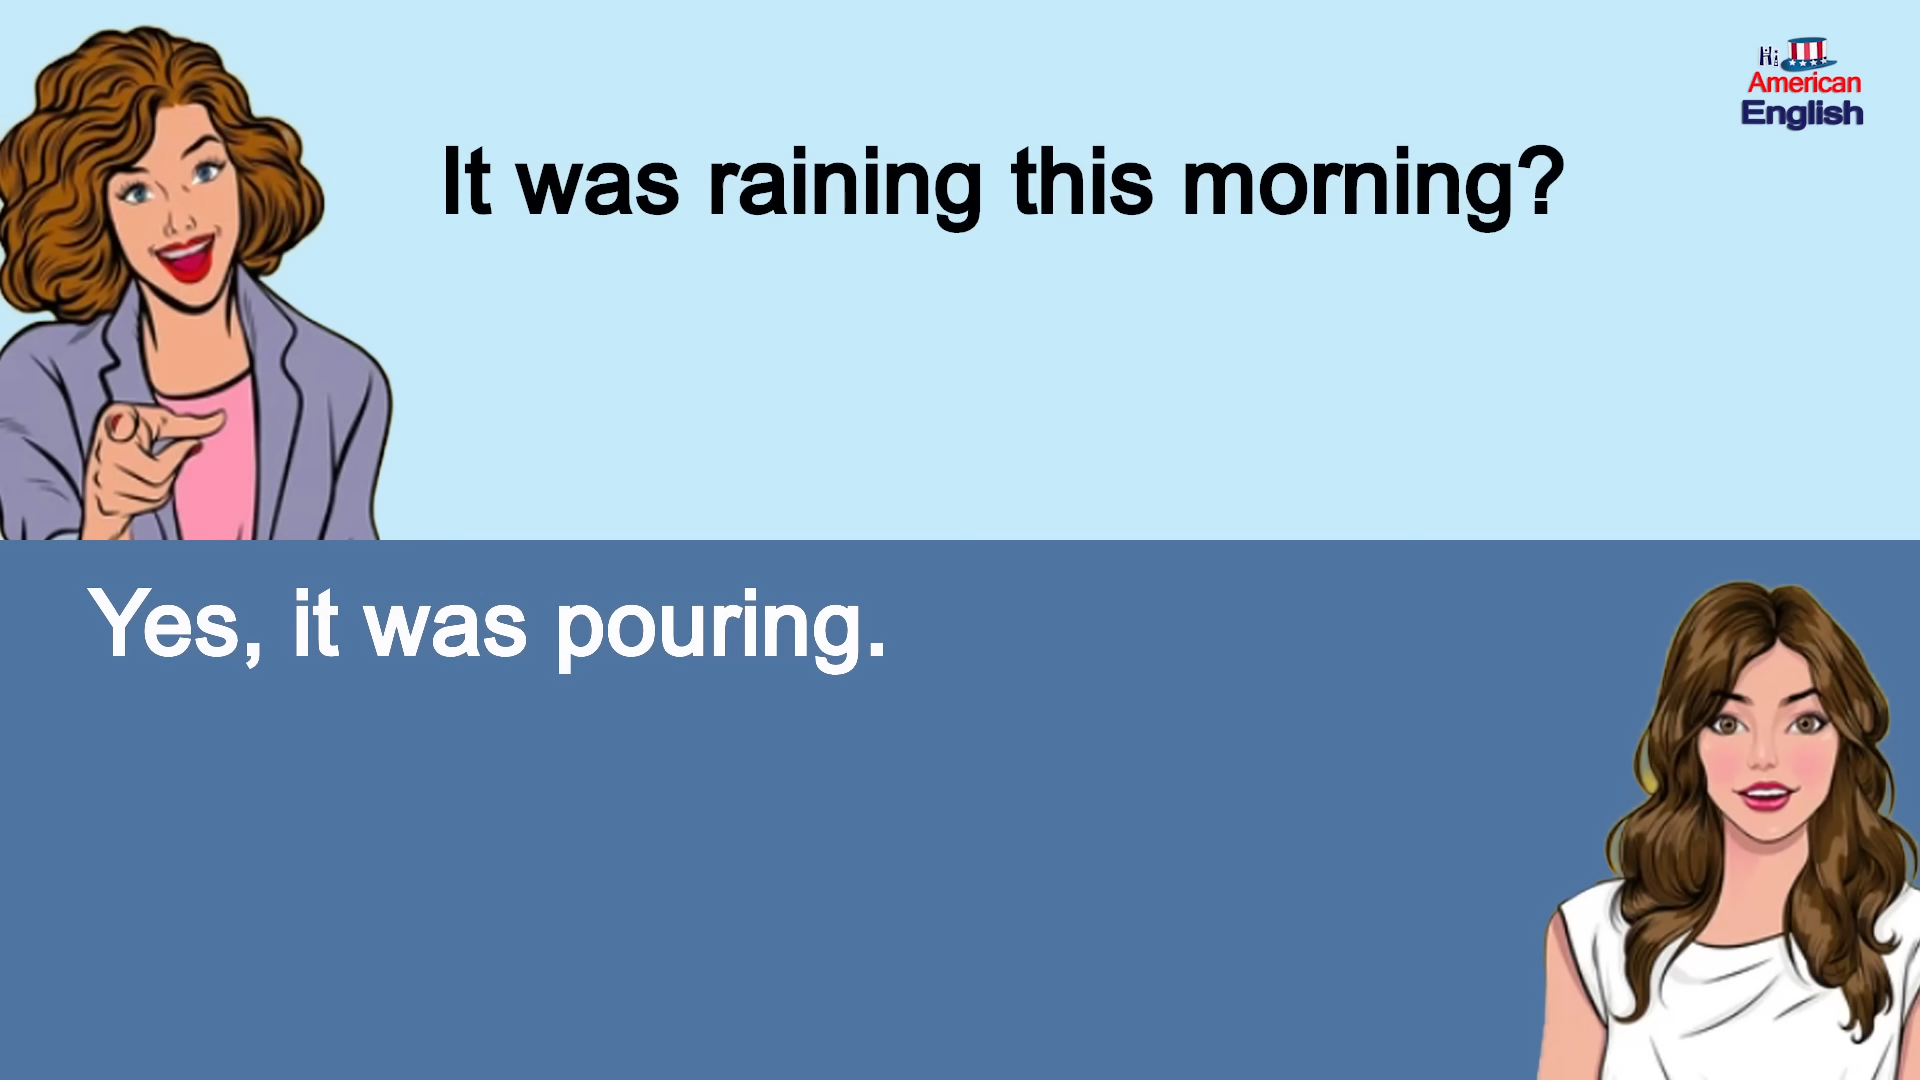 Hi
American
English
It was raining this morning?
Yes, it was pouring.